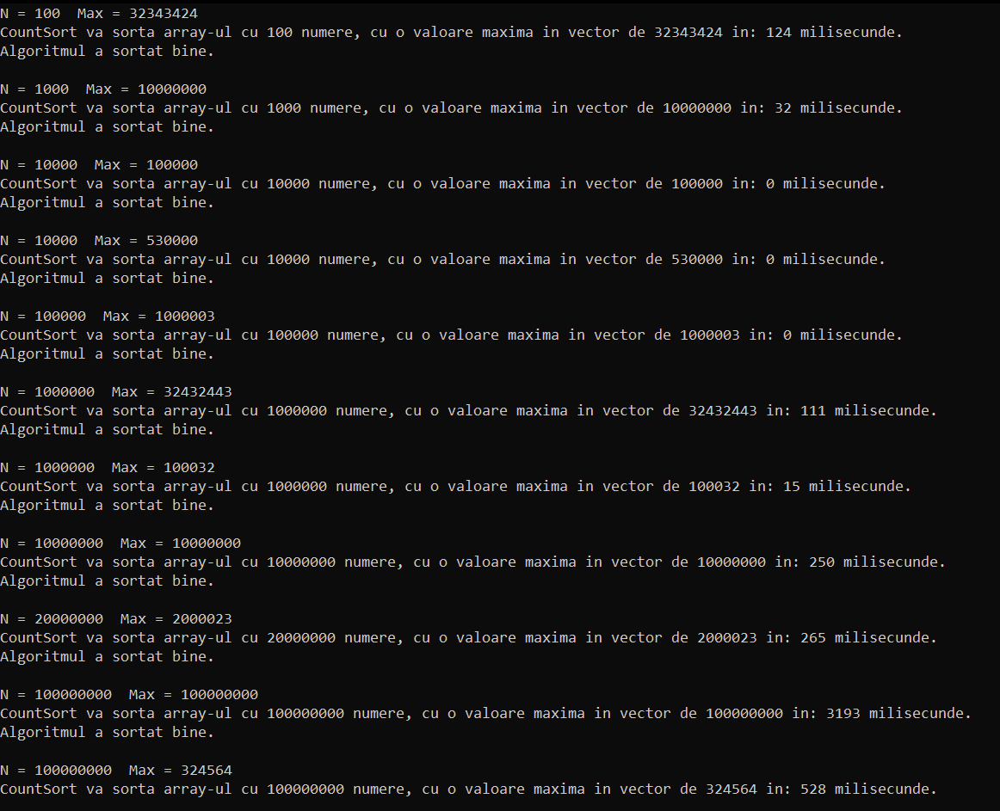 N = 100  Max = 32343424
CountSort va sorta array-ul cu 100 numere, cu o valoare maxima in vector de 32343424 in: 124 milisecunde.
Algoritmul a sortat bine.
N = 1000  Max = 10000000
CountSort va sorta array-ul cu 1000 numere, cu o valoare maxima in vector de 10000000 in: 32 milisecunde.
Algoritmul a sortat bine.
N = 10000  Max = 100000
CountSort va sorta array-ul cu 10000 numere, cu o valoare maxima in vector de 100000 in: 0 milisecunde.
Algoritmul a sortat bine.
N = 10000  Max = 530000
CountSort va sorta array-ul cu 10000 numere, cu o valoare maxima in vector de 530000 in: 0 milisecunde.
Algoritmul a sortat bine.
N = 100000  Max = 1000003
CountSort va sorta array-ul cu 100000 numere, cu o valoare maxima in vector de 1000003 in: 0 milisecunde.
Algoritmul a sortat bine.
N = 1000000  Max = 32432443
CountSort va sorta array-ul cu 1000000 numere, cu o valoare maxima in vector de 32432443 in: 111 milisecunde.
Algoritmul a sortat bine.
N = 1000000  Max = 100032
CountSort va sorta array-ul cu 1000000 numere, cu o valoare maxima in vector de 100032 in: 15 milisecunde.
Algoritmul a sortat bine.
N = 10000000  Max = 10000000
CountSort va sorta array-ul cu 10000000 numere, cu o valoare maxima in vector de 10000000 in: 250 milisecunde.
Algoritmul a sortat bine.
N = 20000000  Max = 2000023
CountSort va sorta array-ul cu 20000000 numere, cu o valoare maxima in vector de 2000023 in: 265 milisecunde.
Algoritmul a sortat bine.
N = 100000000  Max = 100000000
CountSort va sorta array-ul cu 100000000 numere, cu o valoare maxima in vector de 100000000 in: 3193 milisecunde.
Algoritmul a sortat bine.
N = 100000000  Max = 324564
CountSort va sorta array-ul cu 100000000 numere, cu o valoare maxima in vector de 324564 in: 528 milisecunde.